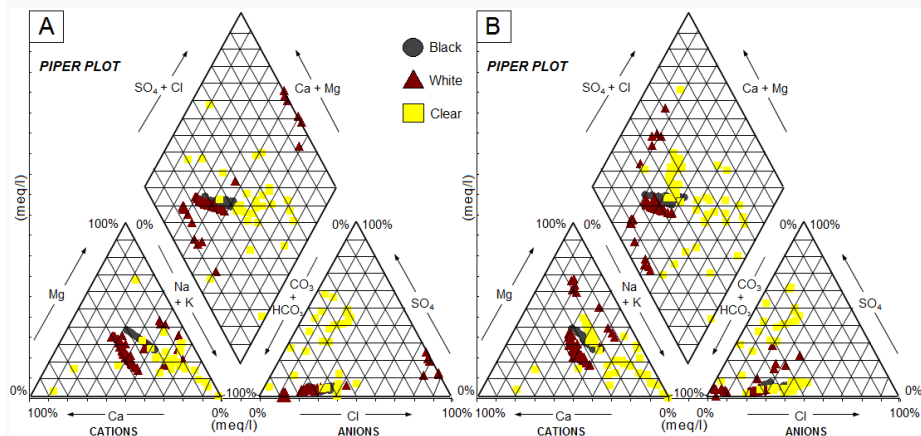 A
PIPER PLOT
SO₄ + Cl
Ca + Mg
Black
White
Clear
(meq/l)
100%
0%
0%
100%
Mg
Na
+ K
CO₃
+
HCO₃
SO₄
0%
100%
0%
100%
Ca
0%
0%
Cl
100%
CATIONS
(meq/l)
ANIONS
B
PIPER PLOT
SO₄ + Cl
Ca + Mg
(meq/l)
100%
0%
0%
100%
Mg
Na
+ K
CO₃
+
HCO₃
SO₄
0%
100%
0%
100%
Ca
0%
0%
Cl
100%
CATIONS
(meq/l)
ANIONS